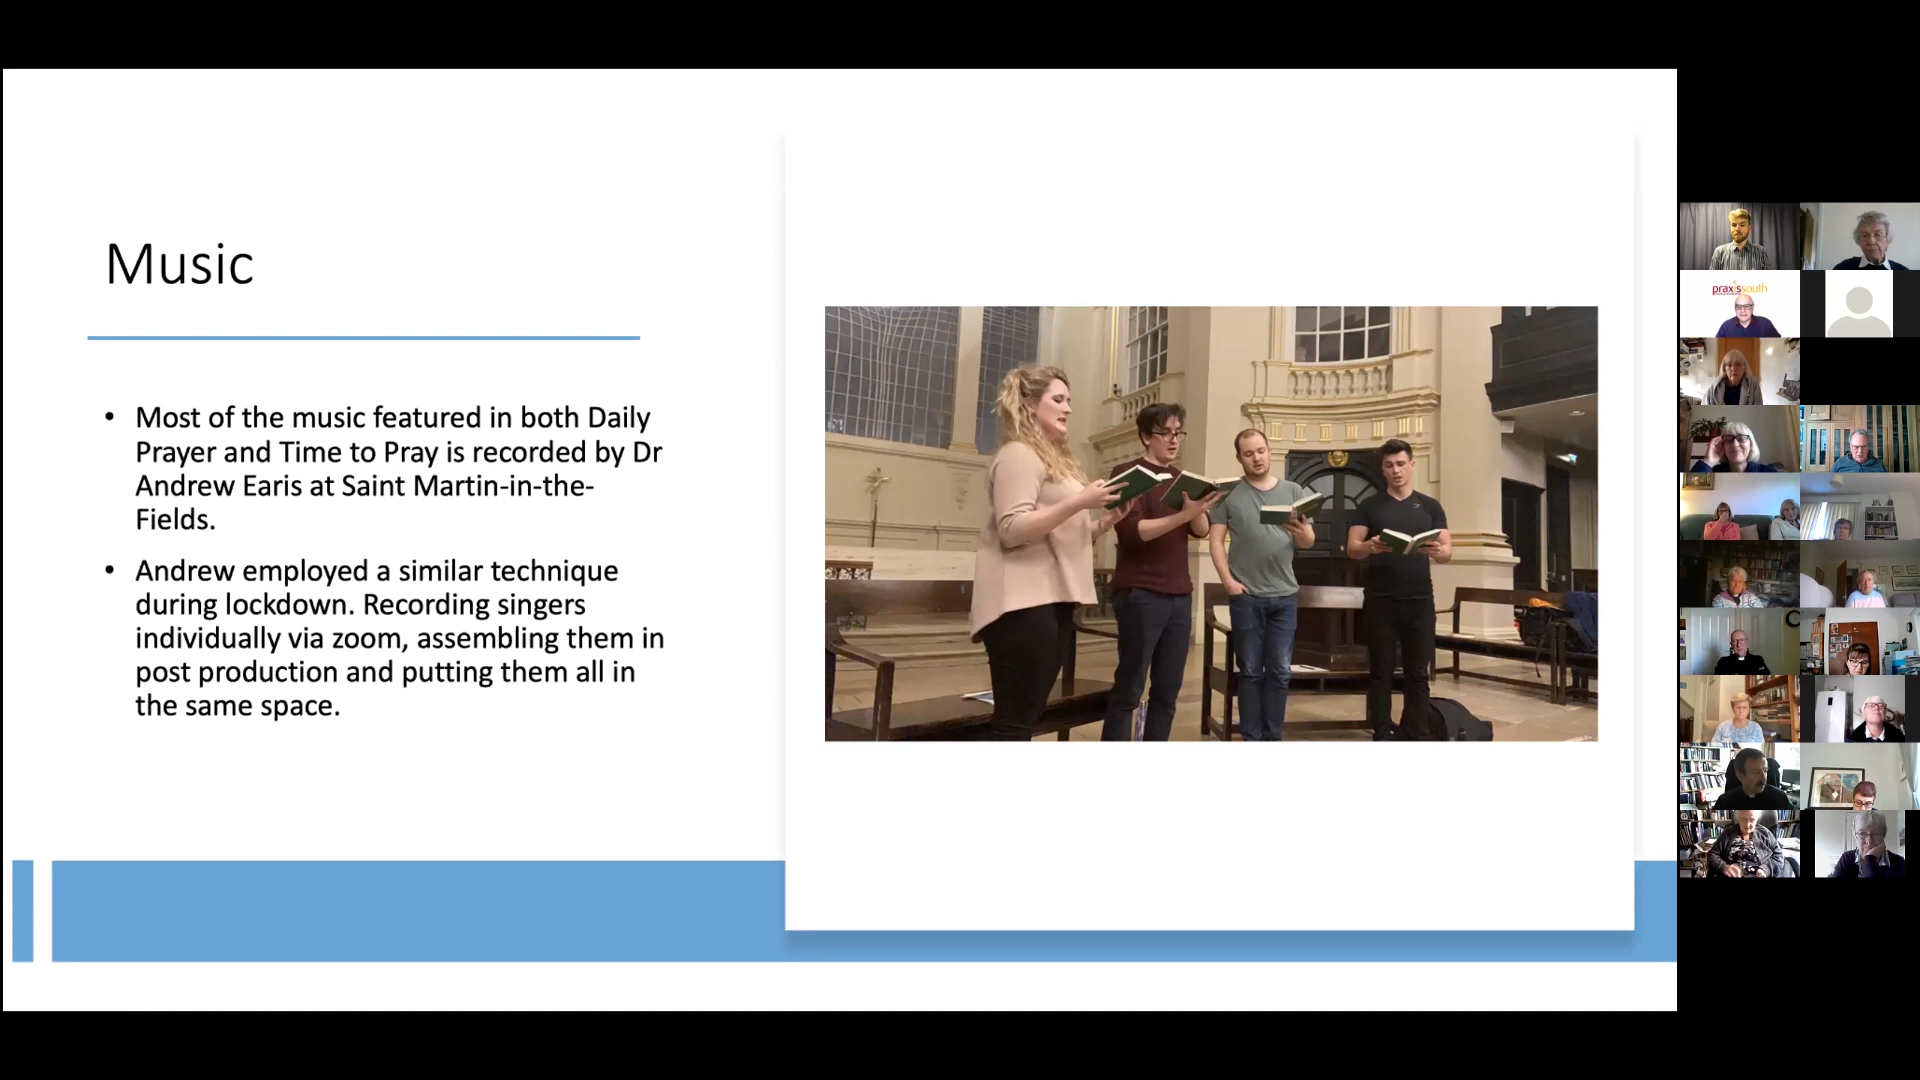 Music
• Most of the music featured in both Daily
Prayer and Time to Pray is recorded by Dr
Andrew Earis at Saint Martin-in-the-
Fields.
• Andrew employed a similar technique
during lockdown. Recording singers
individually via zoom, assembling them in
post production and putting them all in
the same space.
praxissouth